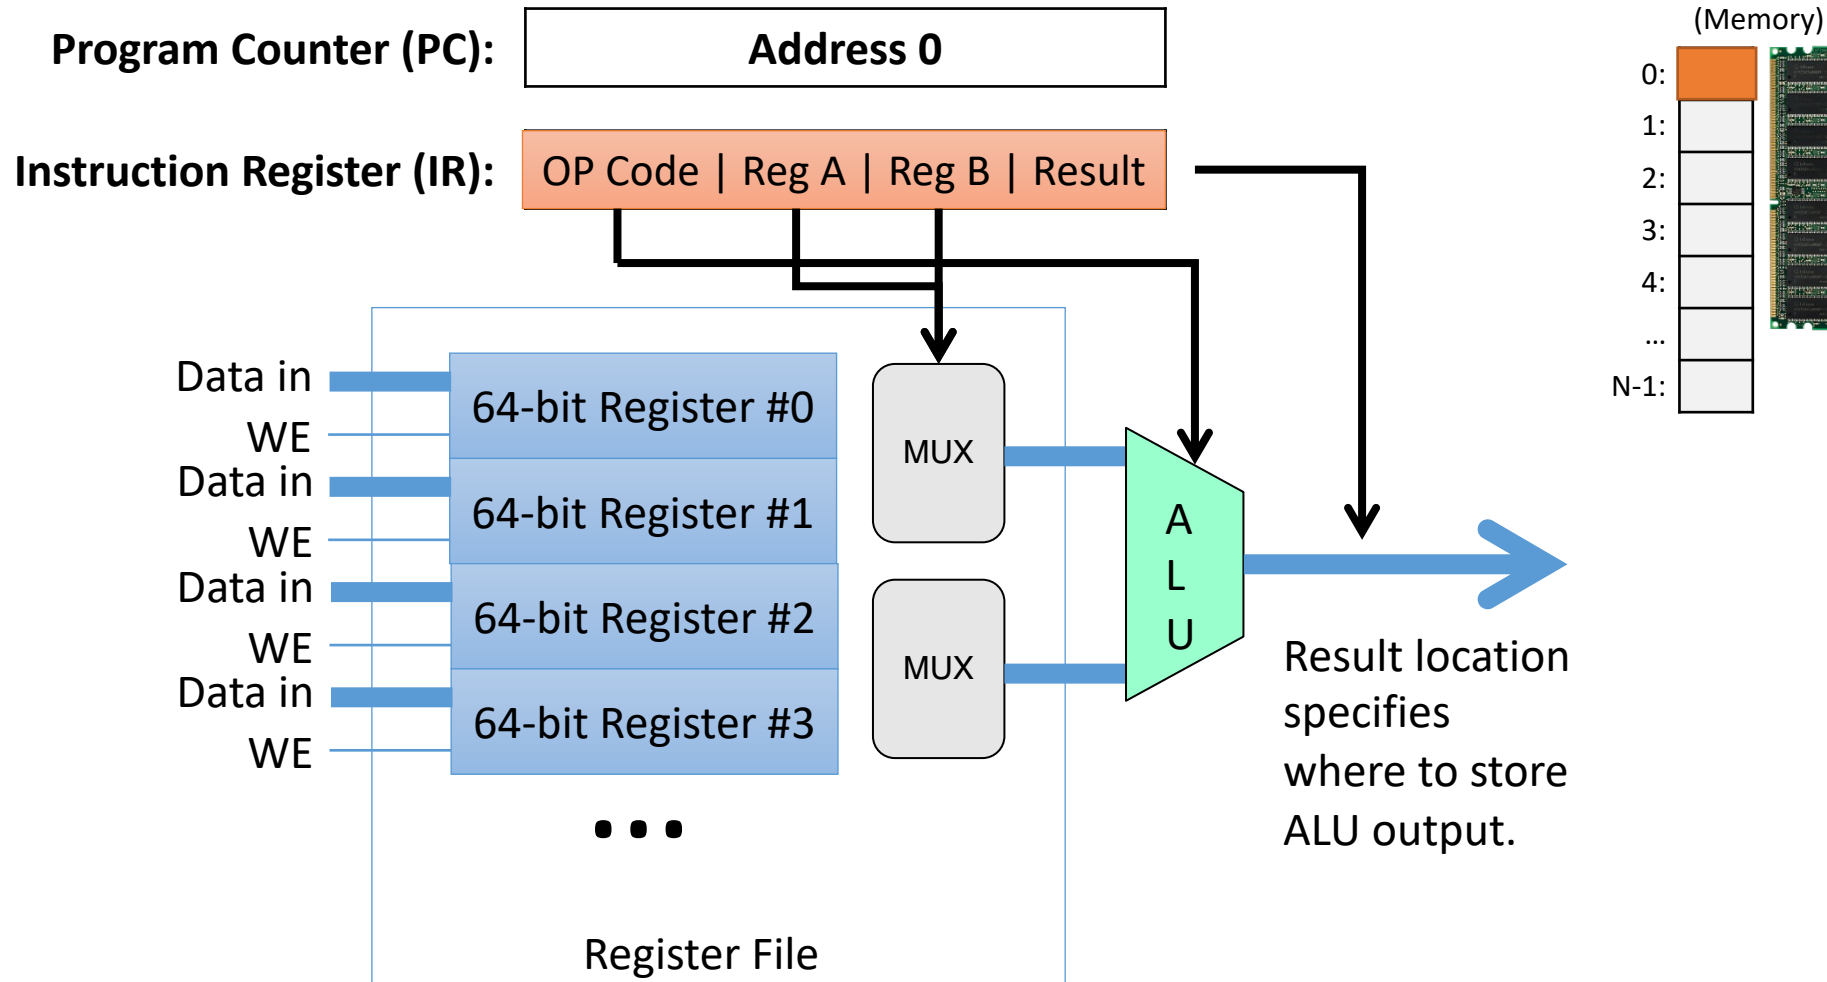 (Memory)
Program Counter (PC):
Address 0
0:
1:
2:
3:
4:
...
N-1:
Instruction Register (IR):
OP Code | Reg A | Reg B | Result
Data in
WE
64-bit Register #0
Data in
WE
64-bit Register #1
Data in
WE
64-bit Register #2
Data in
WE
64-bit Register #3
...
MUX
MUX
A
L
U
Result location
specifies
where to store
ALU output.
Register File